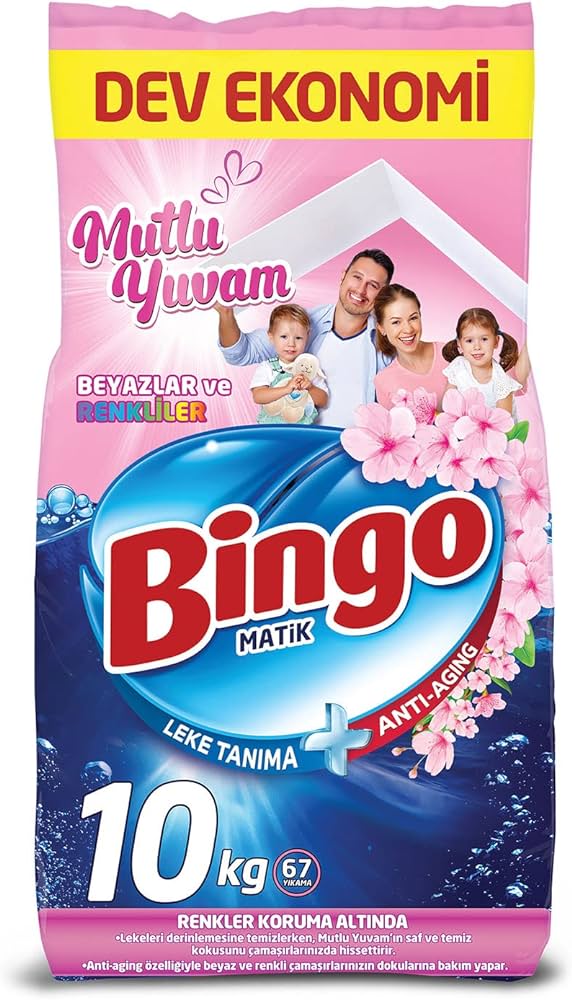 DEV EKONOMİ
Mutlu
Yuvam
BEYAZLAR ve
RENKLİLER
Bingo
MATİK
LEKE TANIMA + ANTI-AGING
10 kg 67
YIKAMA
RENKLER KORUMA ALTINDA
•Lekeleri derinlemesine temizlerken, Mutlu Yuvam'ın saf ve temiz
kokusunu çamaşırlarınızda hissettirir.
•Anti-aging özelliğiyle beyaz ve renkli çamaşırlarınızın dokularına bakım yapar.